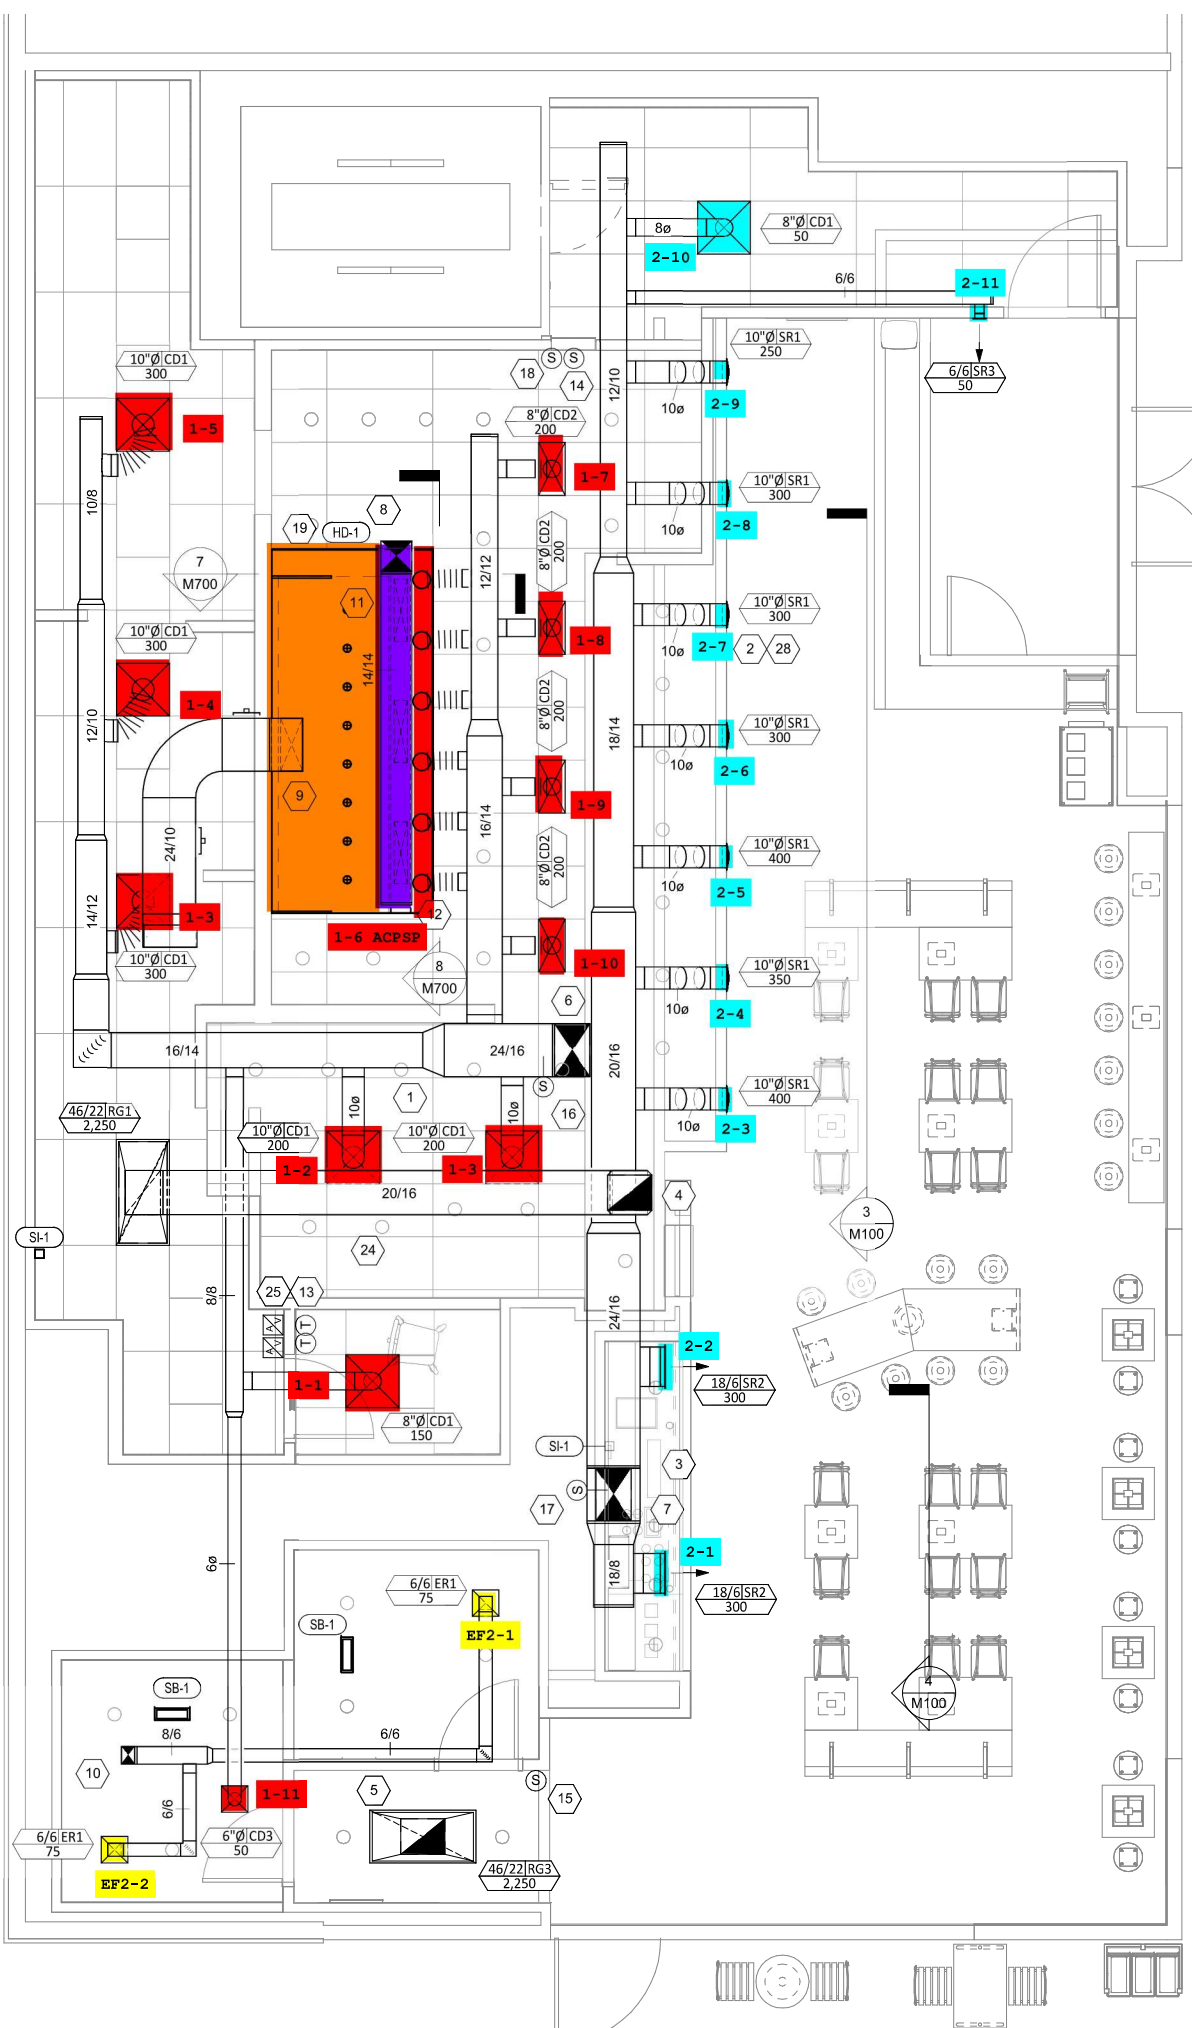 8"Ø CD1
50
8ø
2-10
6/6
2-11
6/6 SR3
50
10"Ø SR1
250
10"Ø CD1
300
1-5
18
S
S
14
12/10
10ø
2-9
8"Ø CD2
200
1-7
10/8
10"Ø SR1
300
10ø
2-8
8
19
HD-1
7
M700
11
12/12
8"Ø CD2
200
1-8
10"Ø SR1
300
10ø
2-7
2
28
10"Ø CD1
300
1-4
14/14
12/10
8"Ø CD2
200
18/14
10"Ø SR1
300
10ø
2-6
9
24/10
1-9
16/14
8"Ø CD2
200
10"Ø SR1
400
10ø
2-5
14/12
1-3
12
1-6 ACPSP
10"Ø CD1
300
8
M700
1-10
10"Ø SR1
350
10ø
2-4
6
16/14
24/16
20/16
S
1
10ø
10ø
16
10"Ø SR1
400
10ø
2-3
46/22 RG1
2,250
10"Ø CD1
200
10"Ø CD1
200
1-2
1-3
20/16
4
3
M100
SI-1
24
8/8
25
13
A
V
A
V
T
T
24/16
2-2
18/6 SR2
300
1-1
8"Ø CD1
150
SI-1
3
S
17
7
2-1
18/8
18/6 SR2
300
6ø
6/6 ER1
75
EF2-1
SB-1
SB-1
4
M100
8/6
6/6
10
5
S
15
1-11
6/6
6/6 ER1
75
6"Ø CD3
50
EF2-2
46/22 RG3
2,250